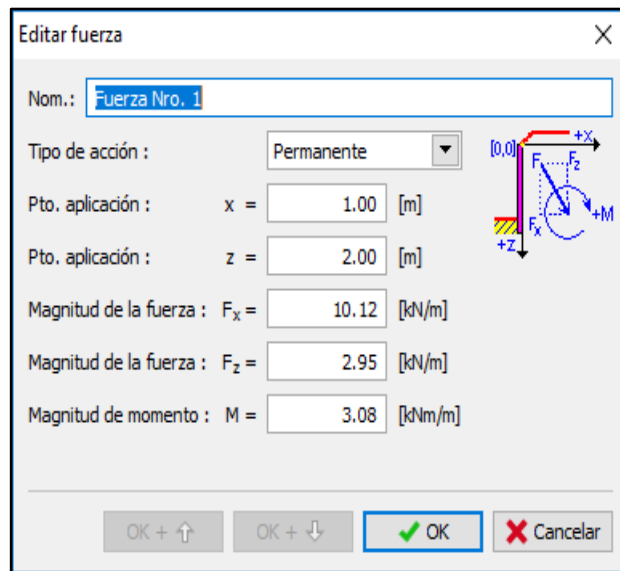 Editar fuerza
Nom.: Fuerza Nro. 1
Tipo de acción : Permanente
Pto. aplicación : x = 1.00 [m]
Pto. aplicación : z = 2.00 [m]
Magnitud de la fuerza : Fx = 10.12 [kN/m]
Magnitud de la fuerza : Fz = 2.95 [kN/m]
Magnitud de momento : M = 3.08 [kNm/m]
[0,0] +X
F Fz
Fx +M
+Z
OK + OK + OK Cancelar